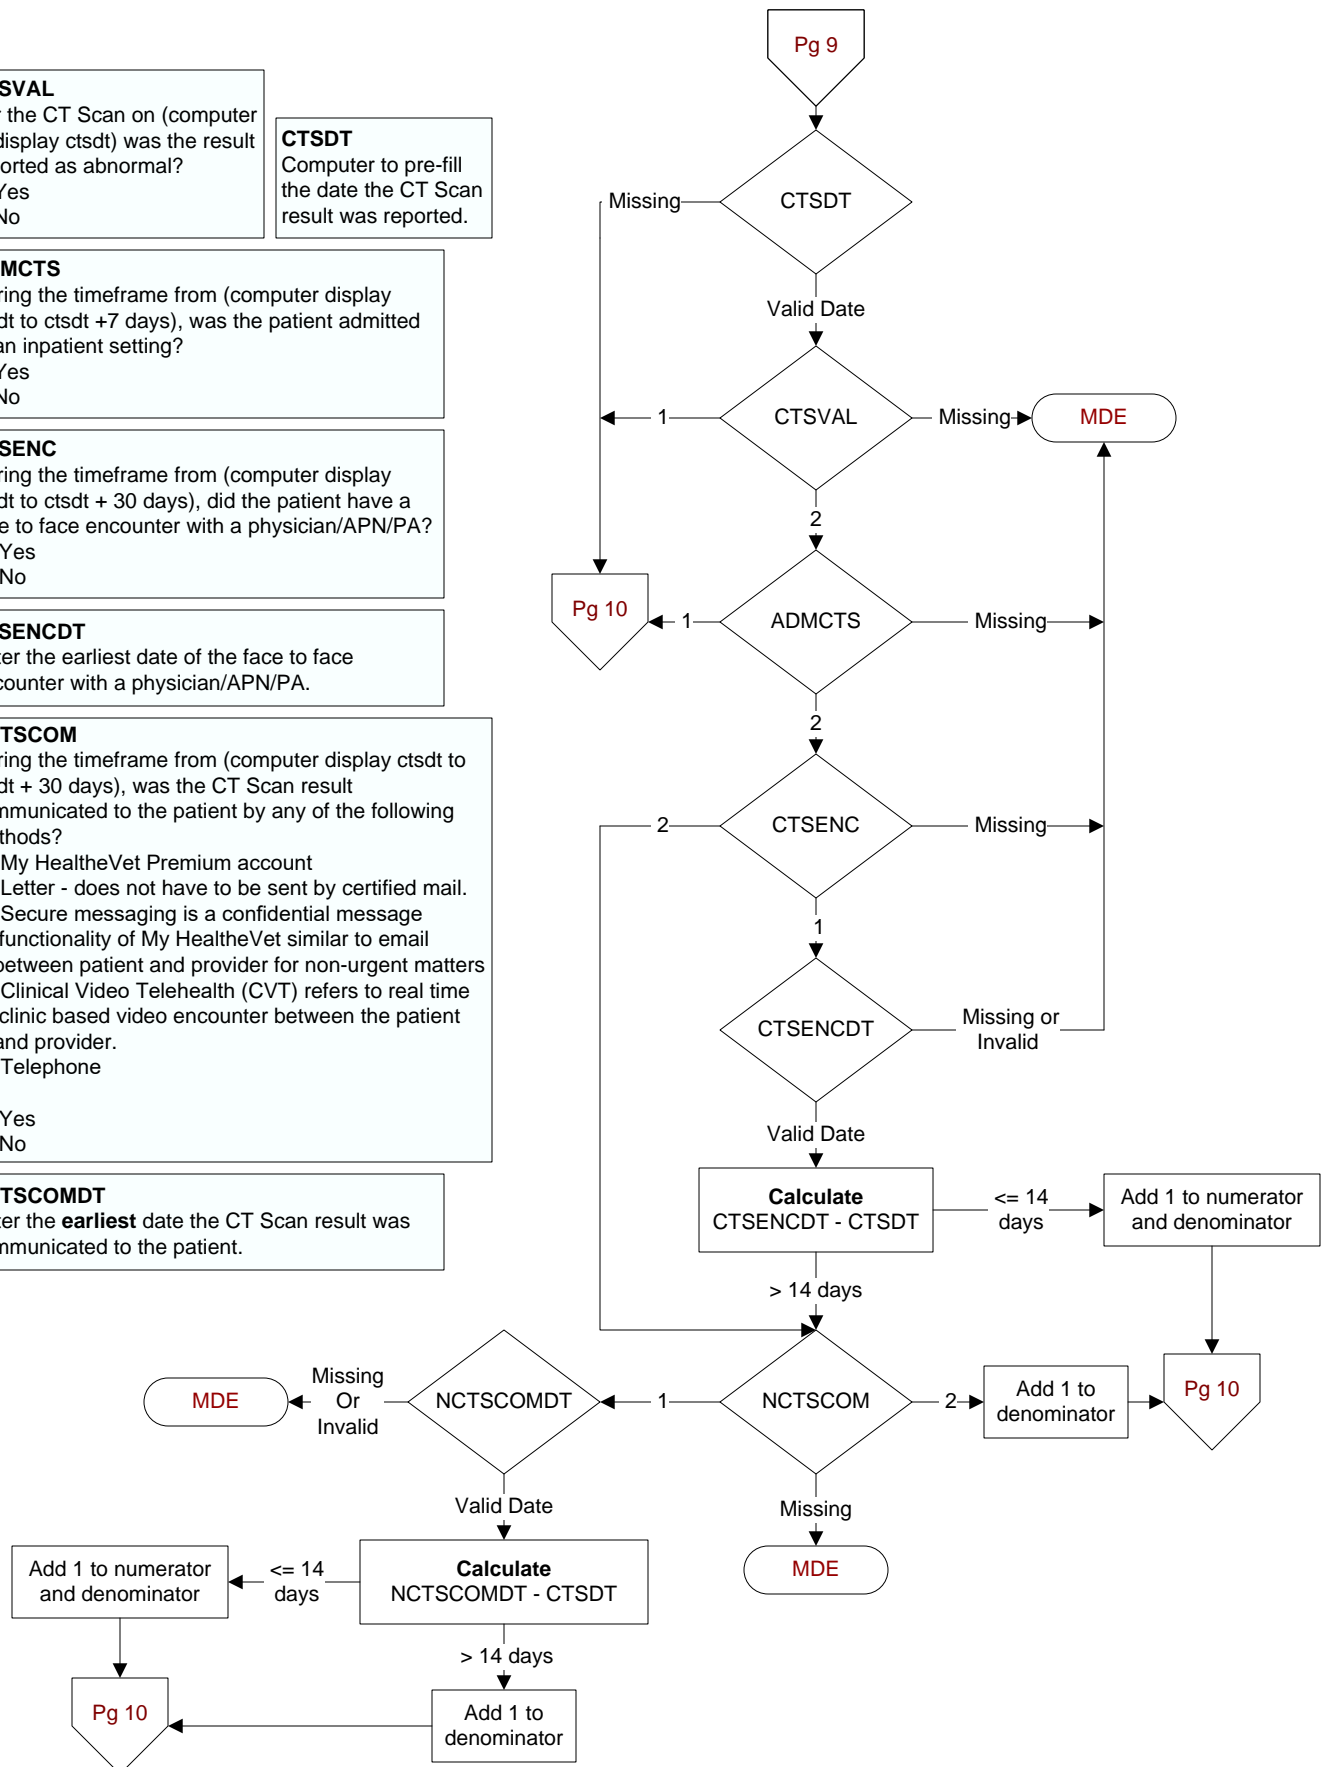 SVAL
the CT Scan on (computer
display ctsdt) was the result
orted as abnormal?
Yes
No
CTSDT
Computer to pre-fill
the date the CT Scan
result was reported.
MCTS
ring the timeframe from (computer display
dt to ctsdt +7 days), was the patient admitted
an inpatient setting?
Yes
No
SENC
ring the timeframe from (computer display
dt to ctsdt + 30 days), did the patient have a
e to face encounter with a physician/APN/PA?
Yes
No
SENCDT
ter the earliest date of the face to face
counter with a physician/APN/PA.
TSCOM
ring the timeframe from (computer display ctsdt to
dt + 30 days), was the CT Scan result
mmunicated to the patient by any of the following
thods?
My HealtheVet Premium account
Letter - does not have to be sent by certified mail.
Secure messaging is a confidential message
functionality of My HealtheVet similar to email
between patient and provider for non-urgent matters
Clinical Video Telehealth (CVT) refers to real time
clinic based video encounter between the patient
and provider.
Telephone
Yes
No
TSCOMDT
ter the earliest date the CT Scan result was
mmunicated to the patient.
Pg 9
CTSDT
Missing
Valid Date
CTSVAL
1
Missing
MDE
2
Pg 10
1
ADMCTS
Missing
2
2
CTSENC
Missing
1
CTSENCDT
Missing or
Invalid
Valid Date
Calculate
CTSENCDT - CTSDT
<= 14
days
Add 1 to numerator
and denominator
> 14 days
MDE
Missing
Or
Invalid
NCTSCOMDT
1
NCTSCOM
2
Add 1 to
denominator
Pg 10
Valid Date
Missing
MDE
Add 1 to numerator
and denominator
<= 14
days
Calculate
NCTSCOMDT - CTSDT
> 14 days
Pg 10
Add 1 to
denominator